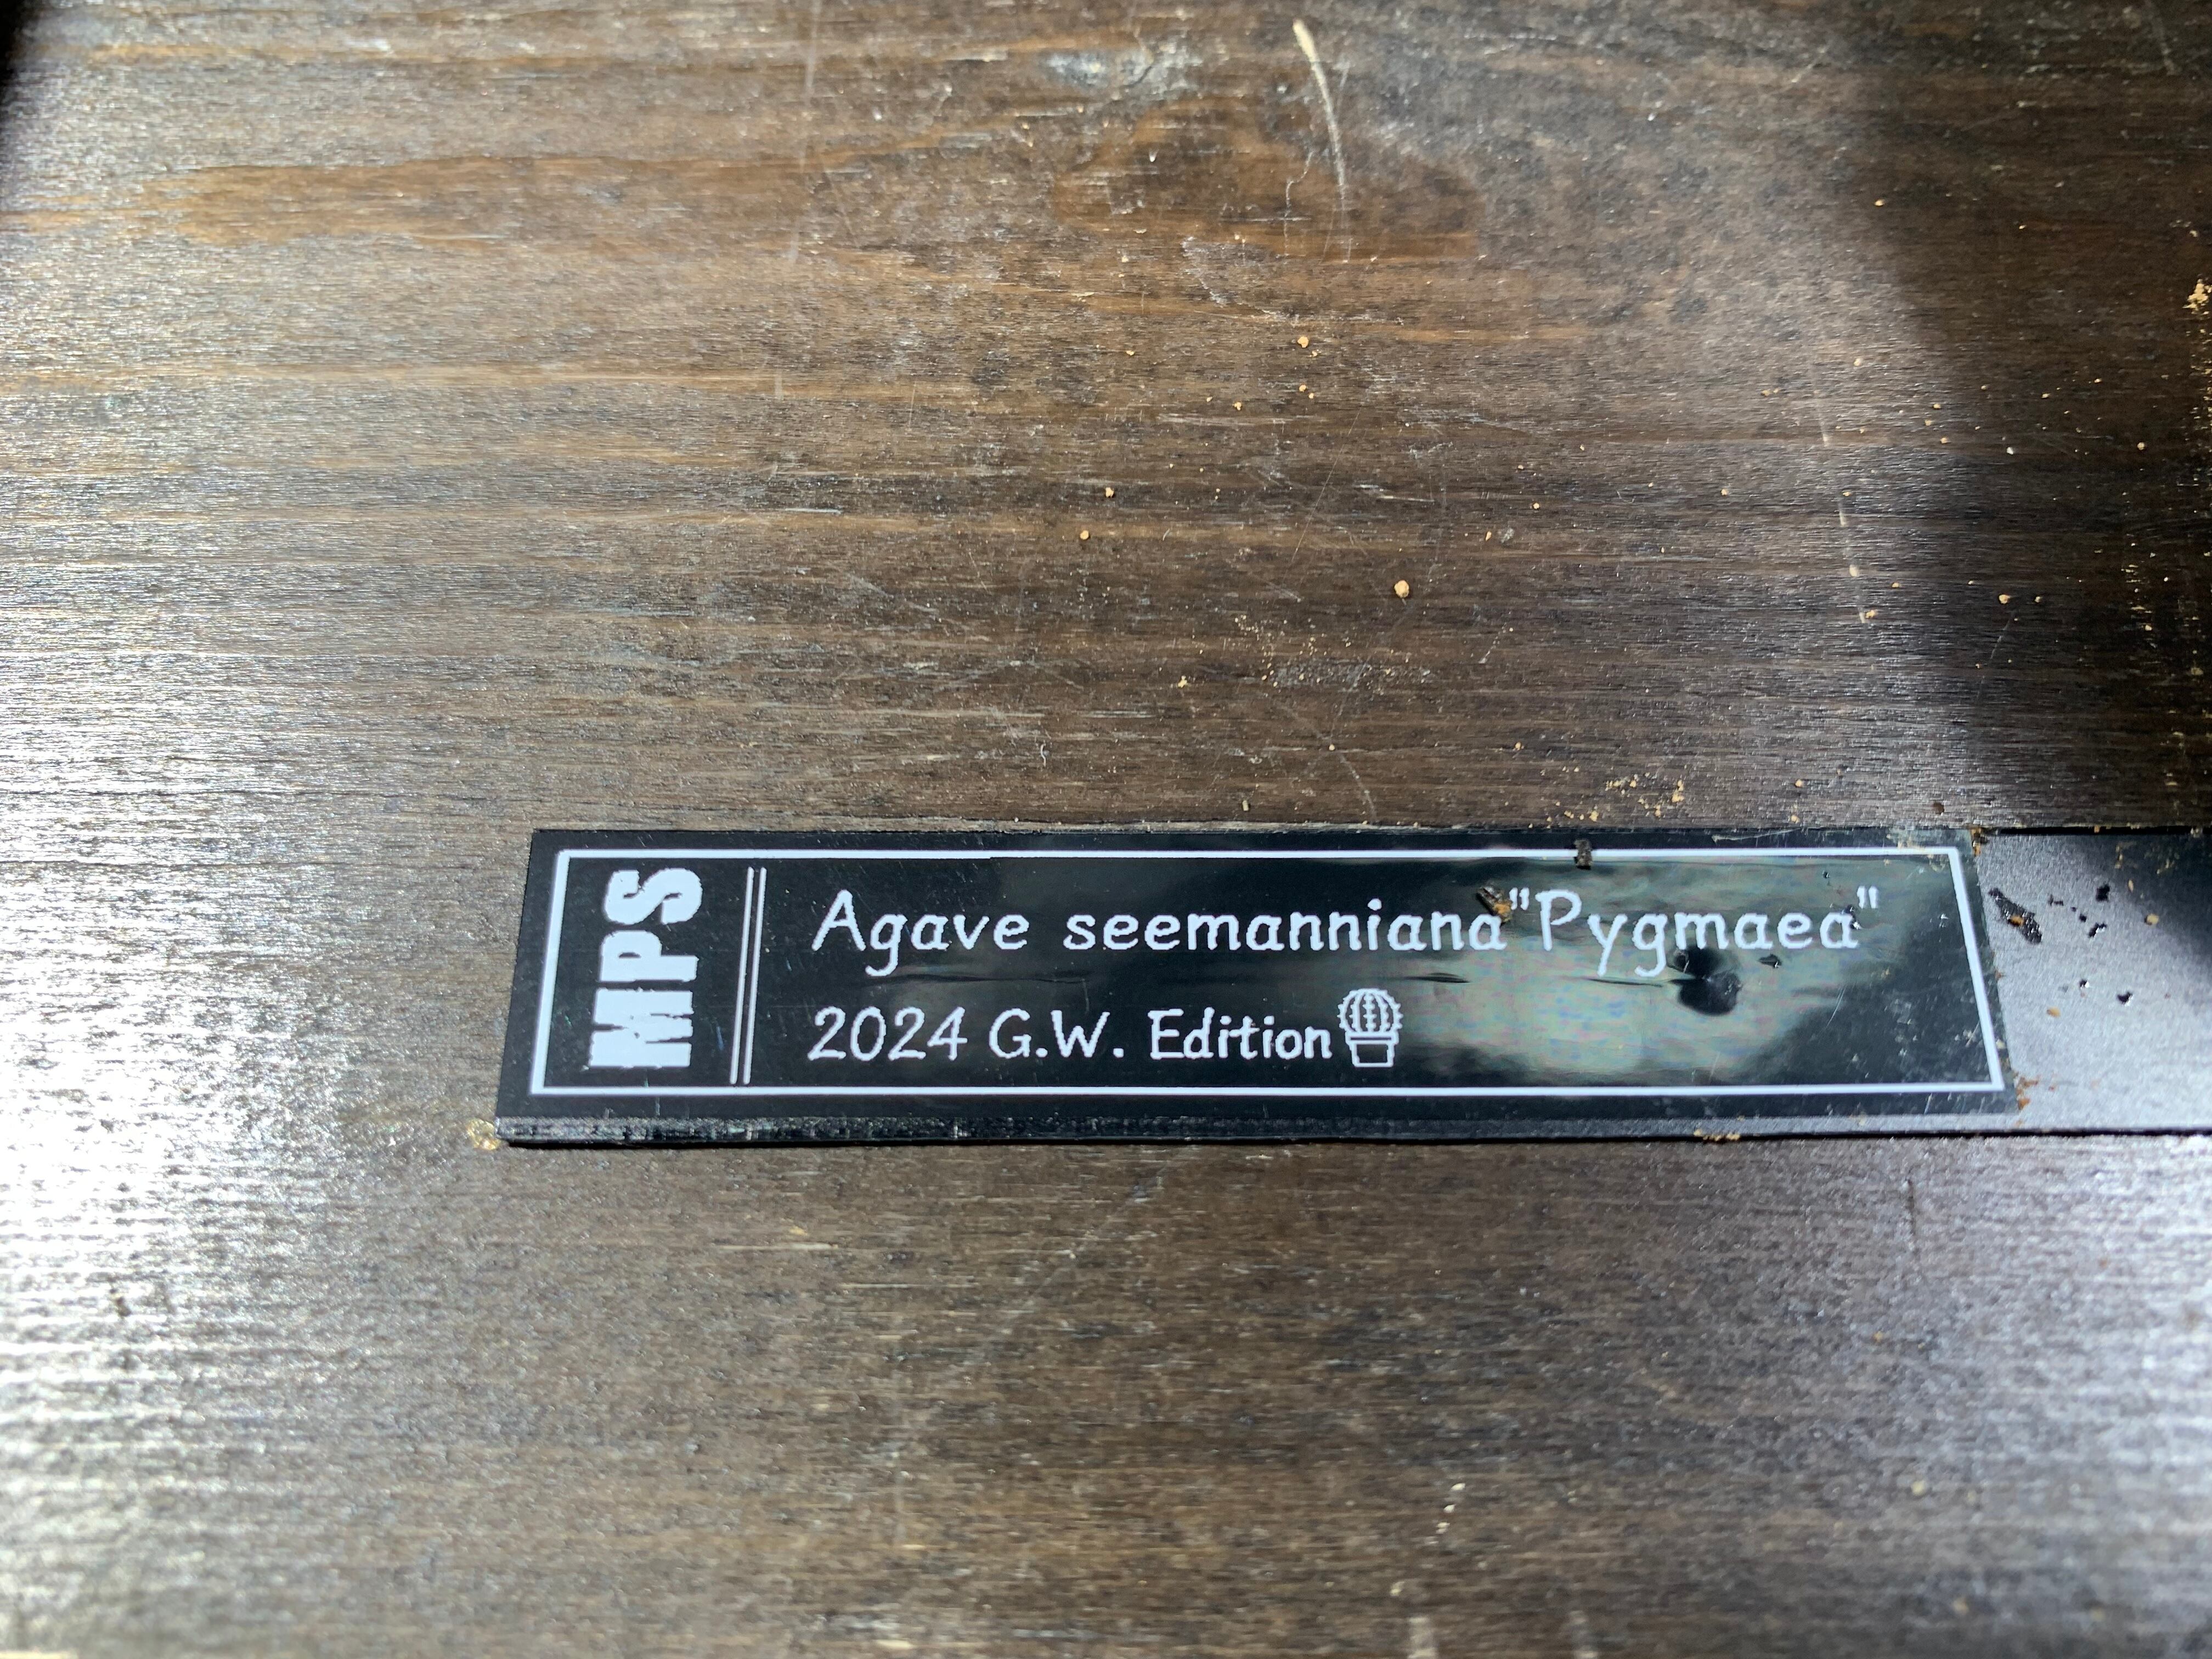 MPS
Agave seemanniana "Pygmaea"
2024 G.W. Edition